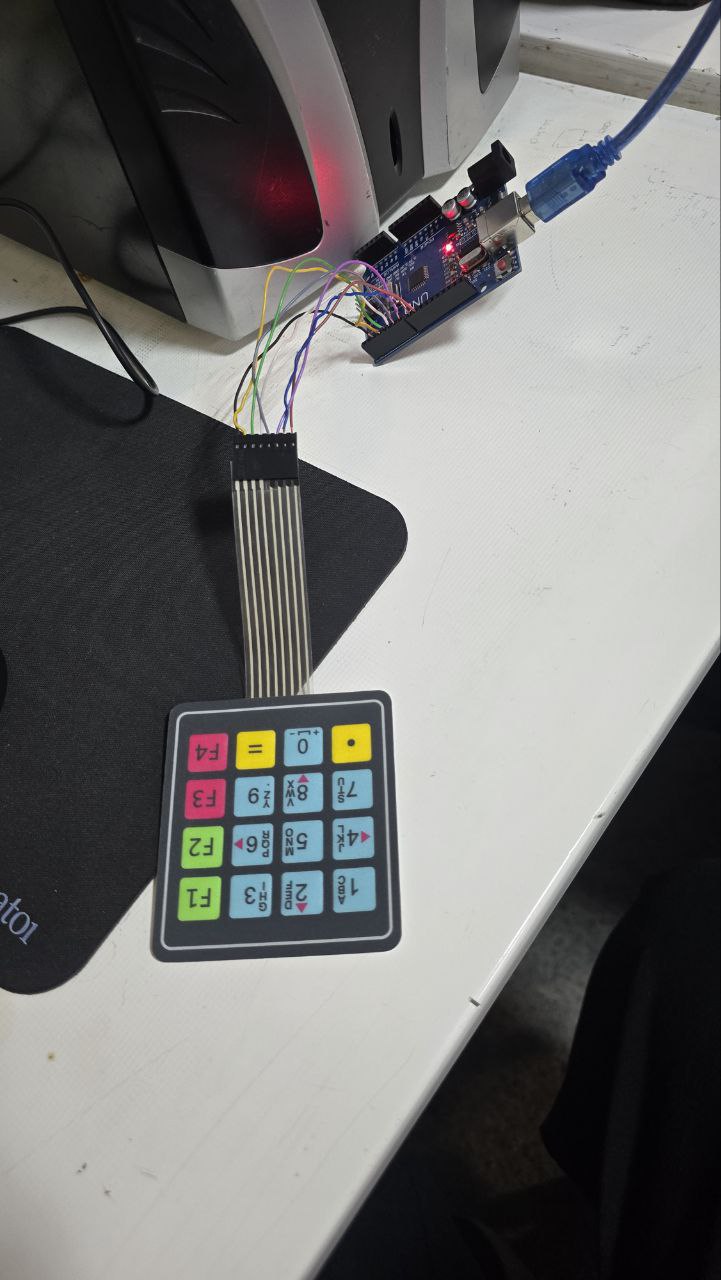 UNO
F4 = 0 •
F3 9 YZ 8 VWX 7 STU
F2 6 PQR 5 MNO 4 JKL
F1 3 GHI 2 DEF 1 ABC
ator